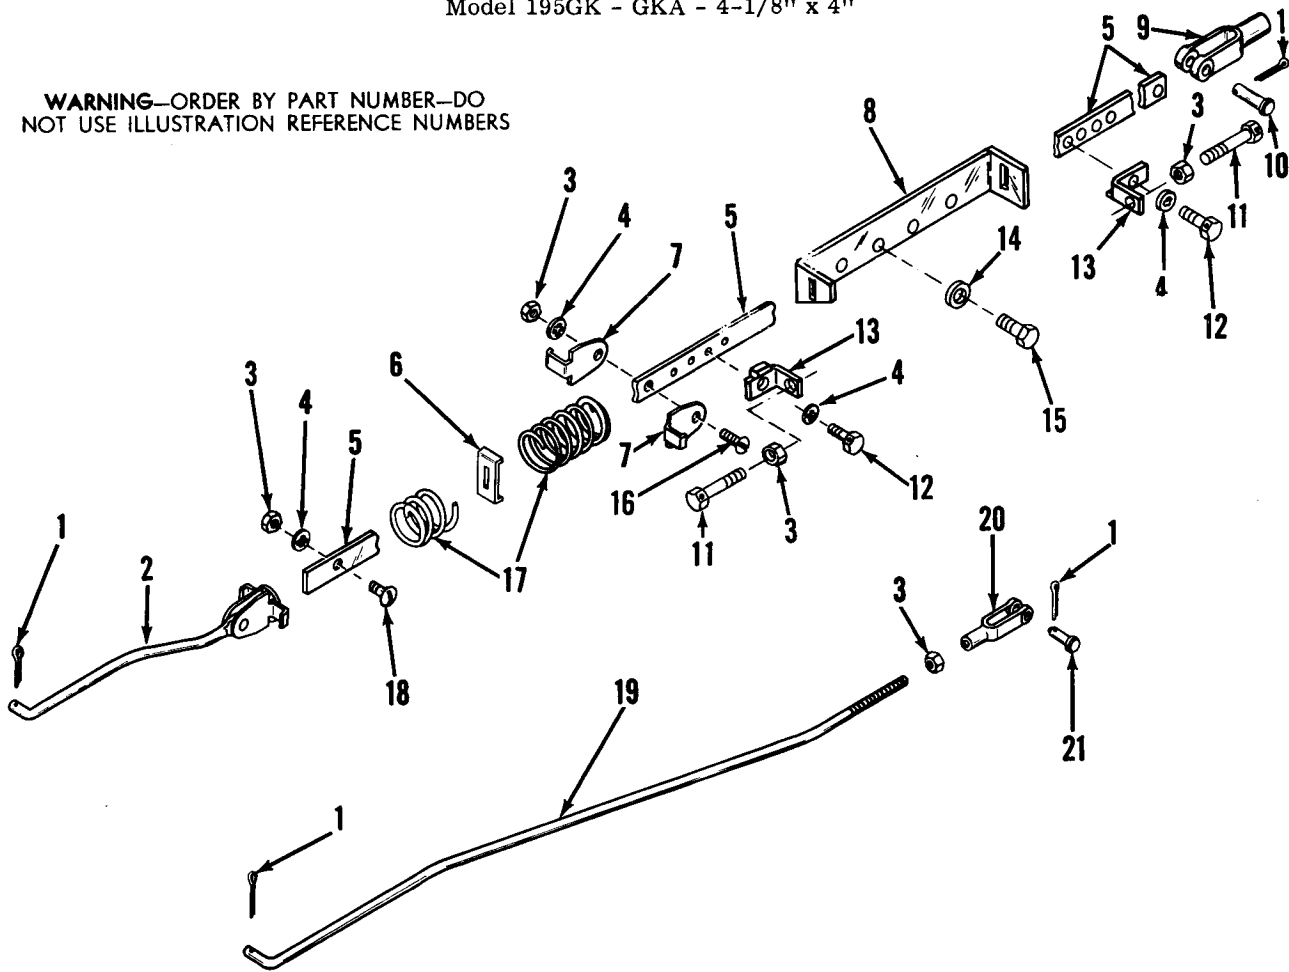 Model 195GK - GKA - 4-1/8" x 4"
WARNING—ORDER BY PART NUMBER—DO
NOT USE ILLUSTRATION REFERENCE NUMBERS
5 9 1
8 3
10
11
3
4 5
7 14 13 4 12
13
3 6 4
4 5 15
7
16 12
1 20 1
2 17 11 3
3
18 19
21
1